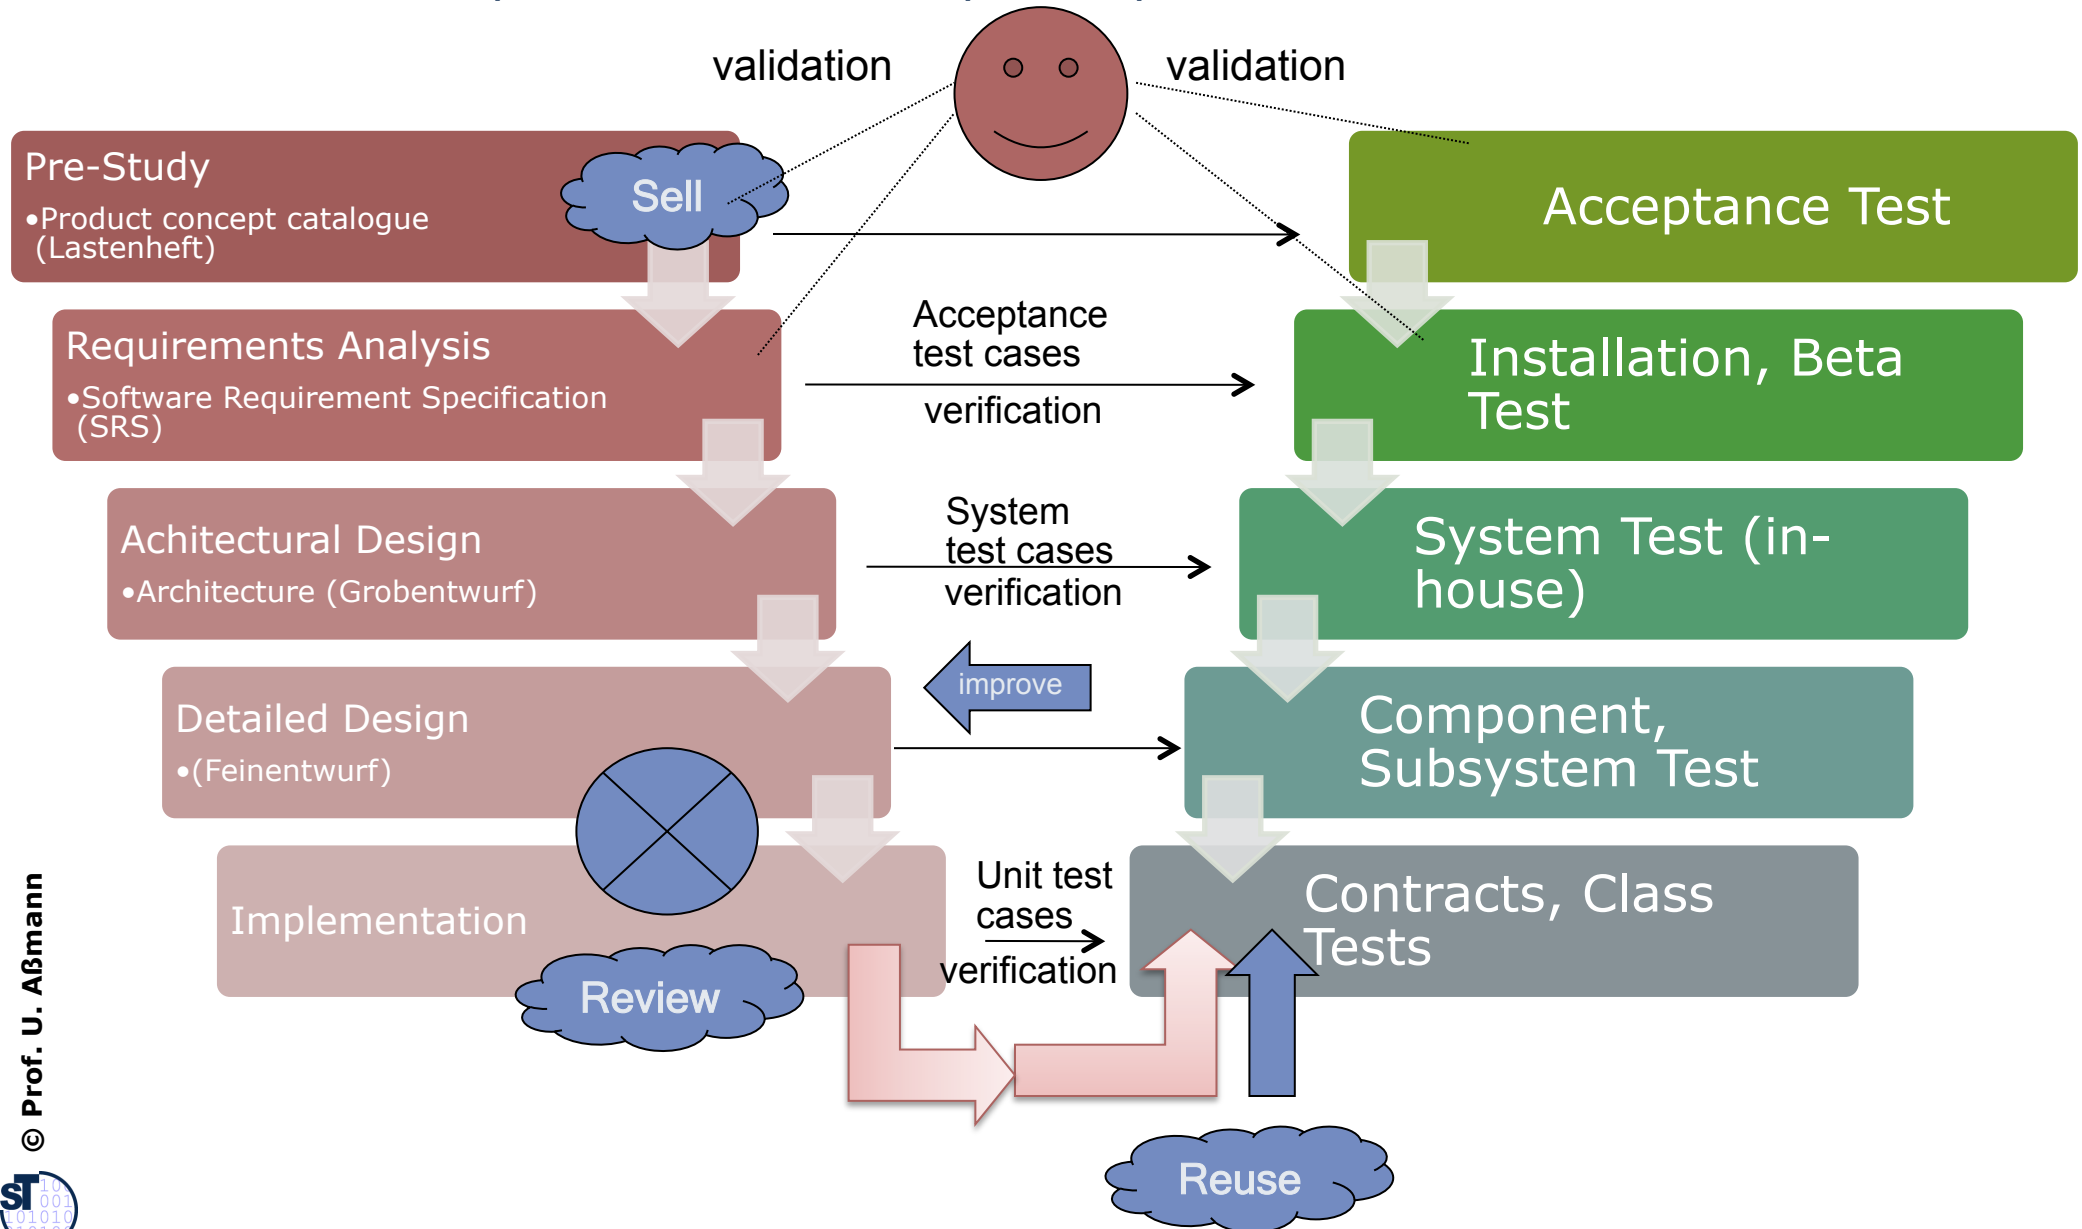 validation
validation
Pre-Study
•Product concept catalogue
(Lastenheft)
Sell
Acceptance Test
Requirements Analysis
•Software Requirement Specification
(SRS)
Acceptance
test cases
verification
Installation, Beta
Test
Achitectural Design
•Architecture (Grobentwurf)
System
test cases
verification
System Test (in-
house)
improve
Detailed Design
•(Feinentwurf)
Component,
Subsystem Test
Implementation
Unit test
cases
verification
Contracts, Class
Tests
Review
Reuse
© Prof. U. Aßmann
ST